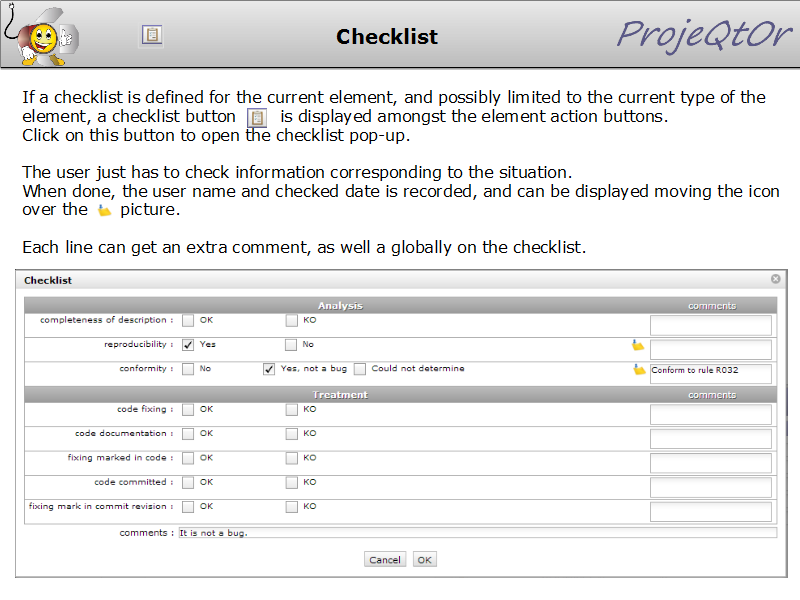 Checklist
ProjeQtOr
If a checklist is defined for the current element, and possibly limited to the current type of the
element, a checklist button is displayed amongst the element action buttons.
Click on this button to open the checklist pop-up.
The user just has to check information corresponding to the situation.
When done, the user name and checked date is recorded, and can be displayed moving the icon
over the picture.
Each line can get an extra comment, as well a globally on the checklist.
Checklist
Analysis comments
completeness of description : OK KO
reproducibility : Yes No
conformity : No Yes, not a bug Could not determine Conform to rule R032
Treatment comments
code fixing : OK KO
code documentation : OK KO
fixing marked in code : OK KO
code committed : OK KO
fixing mark in commit revision : OK KO
comments : It is not a bug.
Cancel OK